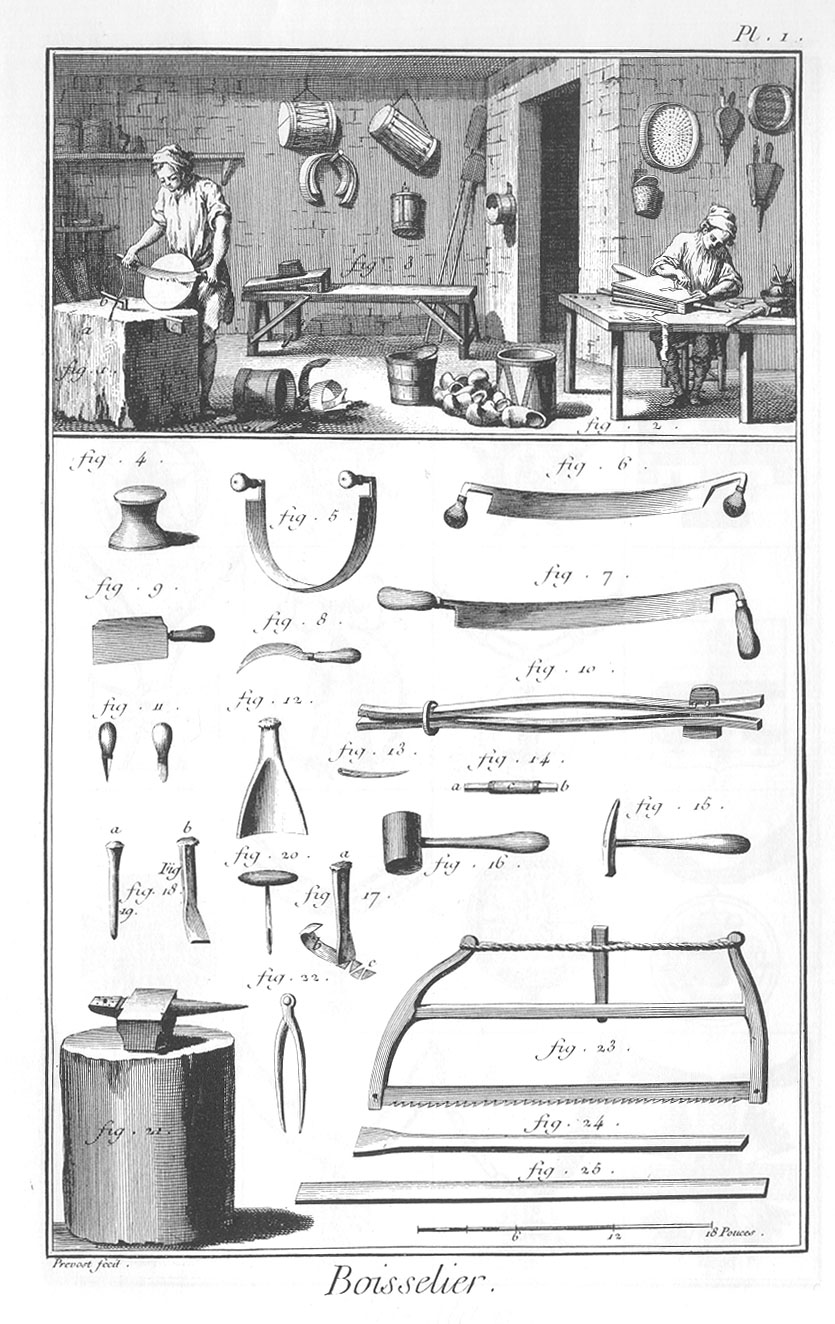 Pl. 1.
fig. 3
b
a
fig. 1.
fig. 2.
fig. 4.
fig. 5.
fig. 6.
fig. 7.
fig. 9.
fig. 8.
fig. 10.
fig. 11.
fig. 12.
fig. 13.
fig. 14.
a c b
fig. 15.
fig. 16.
a b
fig. 20.
a
Fig
fig. 18.
19.
fig. 17.
b
c
fig. 22.
fig. 23.
fig. 21.
fig. 24.
fig. 25.
6 12 18 Pouces.
Prevost fecit.
Boisselier.